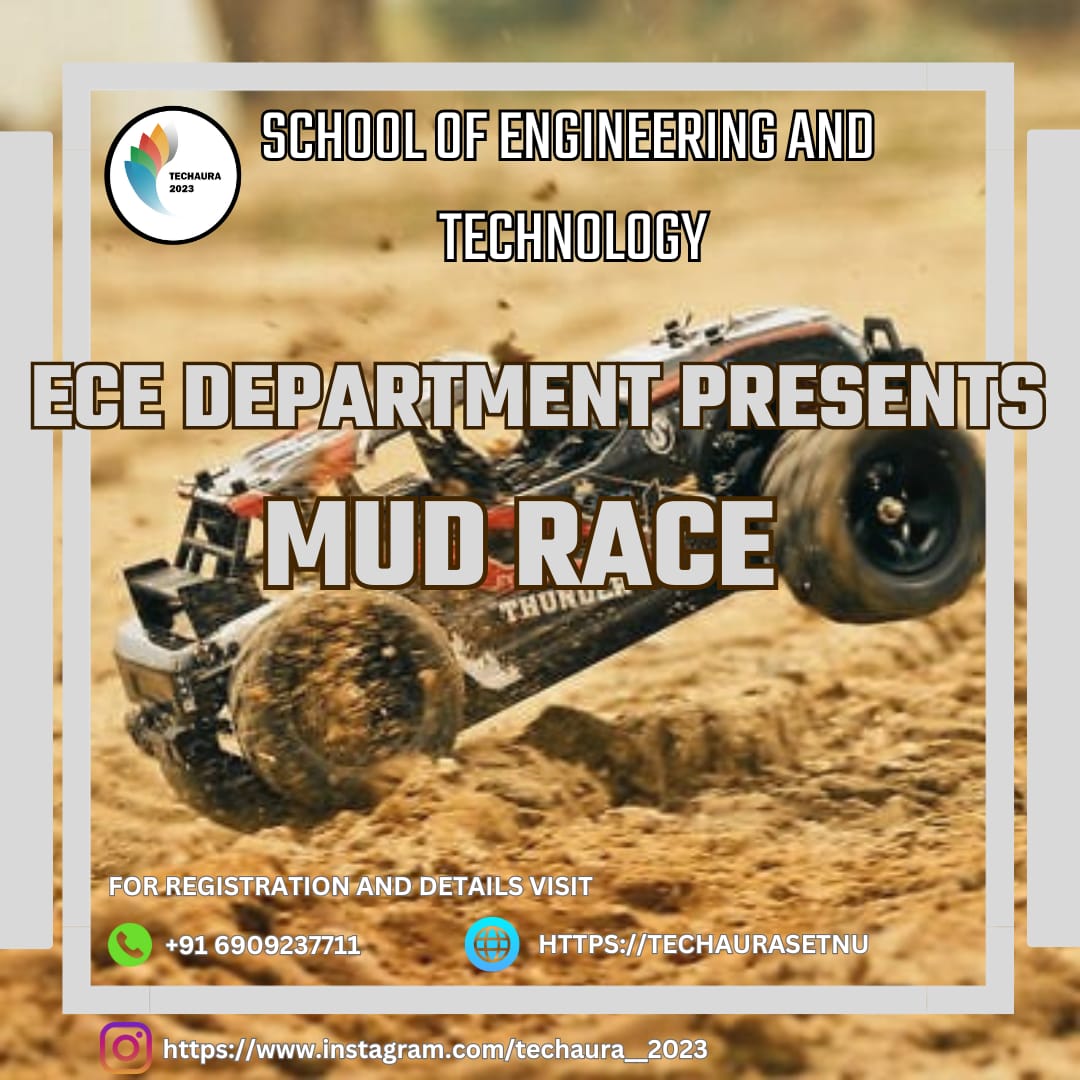 TECHAURA
2023
SCHOOL OF ENGINEERING AND
TECHNOLOGY
ECE DEPARTMENT PRESENTS
MUD RACE
THUNDER
FOR REGISTRATION AND DETAILS VISIT
+91 6909237711
HTTPS://TECHAURASETNU
https://www.instagram.com/techaura__2023